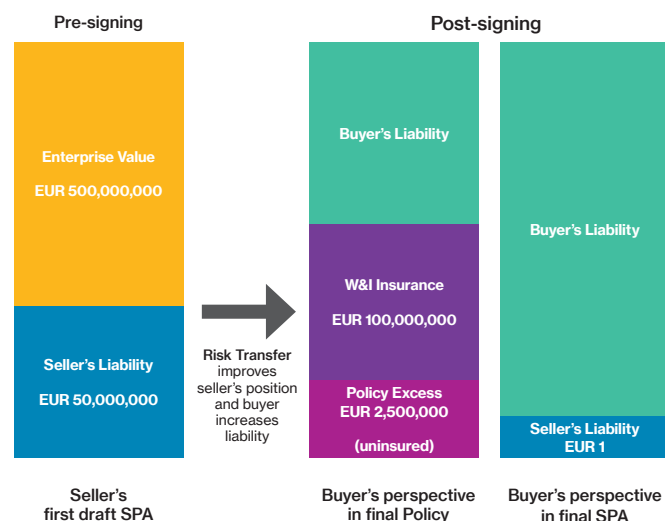 Pre-signing
Post-signing
Enterprise Value
EUR 500,000,000
Seller's Liability
EUR 50,000,000
Risk Transfer
improves
seller's position
and buyer
increases
liability
Buyer's Liability
W&I Insurance
EUR 100,000,000
Policy Excess
EUR 2,500,000
(uninsured)
Buyer's Liability
Seller's Liability
EUR 1
Seller's
first draft SPA
Buyer's perspective
in final Policy
Buyer's perspective
in final SPA